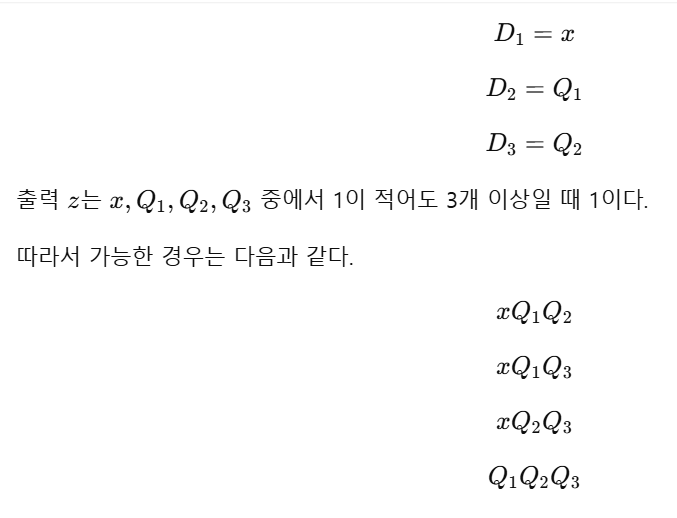 D₁ = x
D₂ = Q₁
D₃ = Q₂
출력 z는 x, Q₁, Q₂, Q₃ 중에서 1이 적어도 3개 이상일 때 1이다.
따라서 가능한 경우는 다음과 같다.
xQ₁Q₂
xQ₁Q₃
xQ₂Q₃
Q₁Q₂Q₃